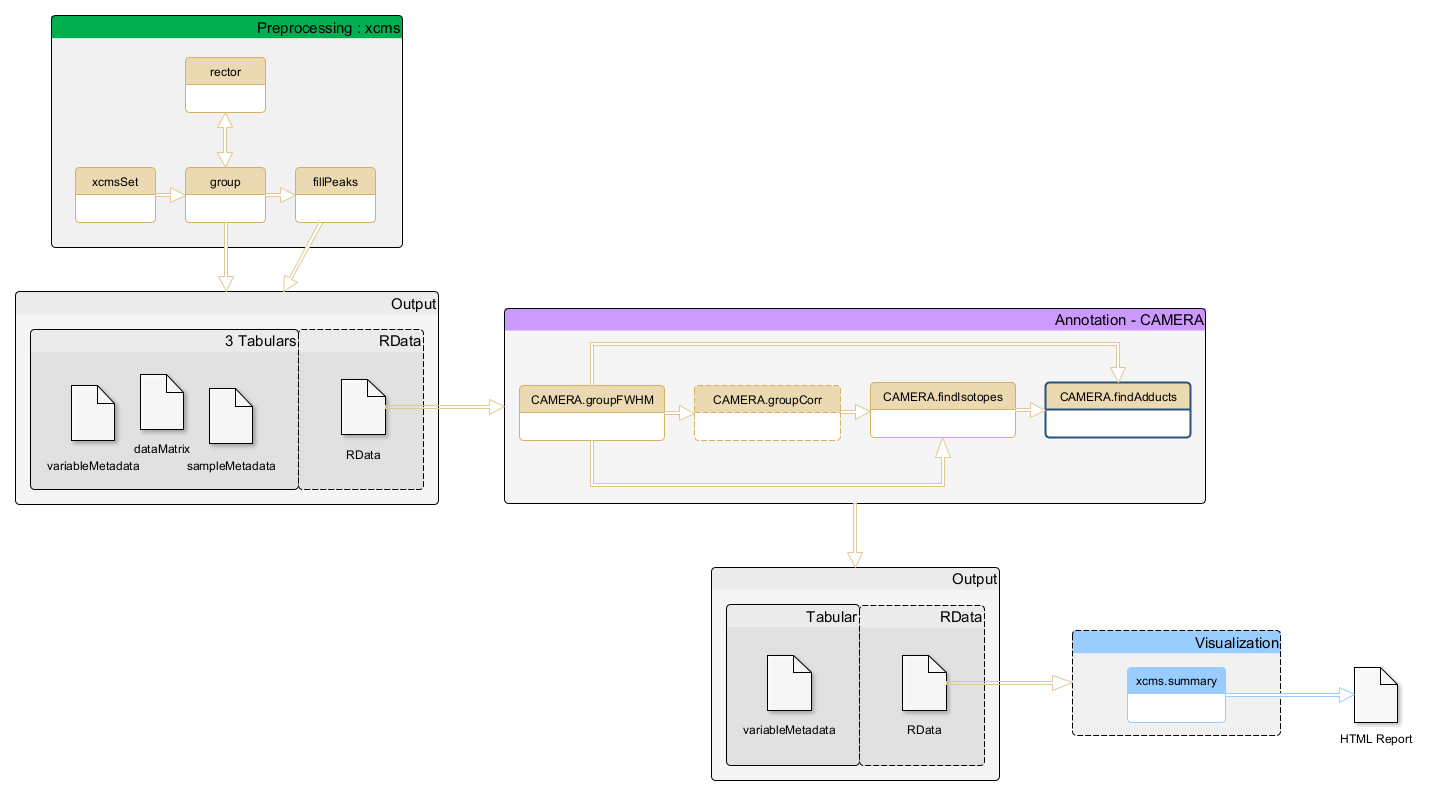 Preprocessing : xcms
rector
xcmsSet
group
fillPeaks
Output
3 Tabulars
RData
variableMetadata
dataMatrix
sampleMetadata
RData
Annotation - CAMERA
CAMERA.groupFWHM
CAMERA.groupCorr
CAMERA.findIsotopes
CAMERA.findAdducts
Output
Tabular
RData
variableMetadata
RData
Visualization
xcms.summary
HTML Report